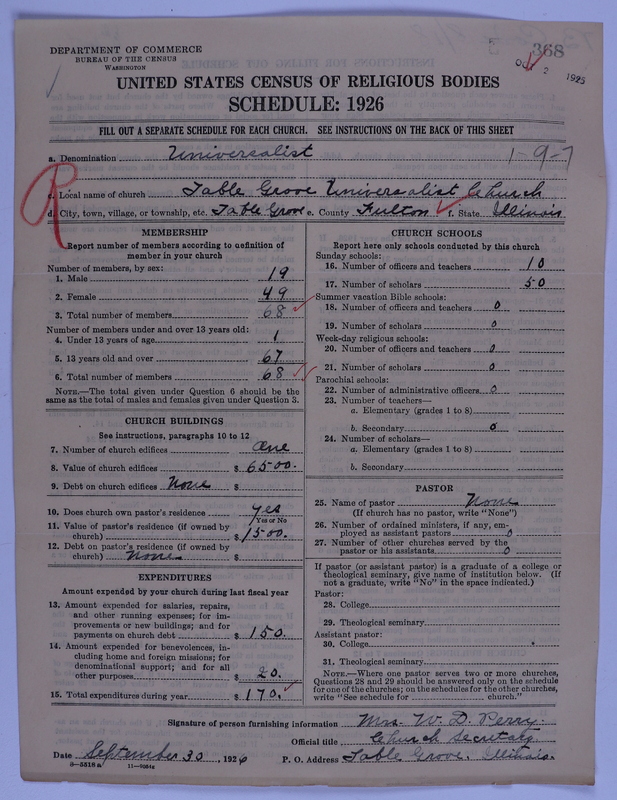 DEPARTMENT OF COMMERCE
BUREAU OF THE CENSUS
WASHINGTON
368
Oct 2 1926
UNITED STATES CENSUS OF RELIGIOUS BODIES
SCHEDULE: 1926
FILL OUT A SEPARATE SCHEDULE FOR EACH CHURCH. SEE INSTRUCTIONS ON THE BACK OF THIS SHEET
a. Denomination Universalist 1-9-7
R
c. Local name of church Table Grove Universalist Church
d. City, town, village, or township, etc. Table Grove e. County Fulton f. State Illinois
MEMBERSHIP
Report number of members according to definition of
member in your church
Number of members, by sex:
1. Male 19
2. Female 49
3. Total number of members 68
Number of members under and over 13 years old:
4. Under 13 years of age 1
5. 13 years old and over 67
6. Total number of members 68
NOTE.—The total given under Question 6 should be the
same as the total of males and females given under Question 3.
CHURCH BUILDINGS
See instructions, paragraphs 10 to 12
7. Number of church edifices One
8. Value of church edifices $ 6500.
9. Debt on church edifices None $
10. Does church own pastor's residence yes
Yes or No
11. Value of pastor's residence (if owned by
church) $ 1500.
12. Debt on pastor's residence (if owned by
church) None $
EXPENDITURES
Amount expended by your church during last fiscal year
13. Amount expended for salaries, repairs,
and other running expenses; for im-
provements or new buildings; and for
payments on church debt $ 150.
14. Amount expended for benevolences, in-
cluding home and foreign missions; for
denominational support; and for all
other purposes $ 20.
15. Total expenditures during year $ 170.
CHURCH SCHOOLS
Report here only schools conducted by this church
Sunday schools:
16. Number of officers and teachers 10
17. Number of scholars 50
Summer vacation Bible schools:
18. Number of officers and teachers 0
19. Number of scholars 0
Week-day religious schools:
20. Number of officers and teachers 0
21. Number of scholars 0
Parochial schools:
22. Number of administrative officers 0
23. Number of teachers—
a. Elementary (grades 1 to 8)
b. Secondary 0
24. Number of scholars—
a. Elementary (grades 1 to 8)
b. Secondary
PASTOR
25. Name of pastor None
(If church has no pastor, write "None")
26. Number of ordained ministers, if any, em-
ployed as assistant pastors 0
27. Number of other churches served by the
pastor or his assistants 0
If pastor (or assistant pastor) is a graduate of a college or
theological seminary, give name of institution below. (If
not a graduate, write "No" in the space indicated.)
Pastor:
28. College
29. Theological seminary
Assistant pastor:
30. College
31. Theological seminary
NOTE.—Where one pastor serves two or more churches,
Questions 28 and 29 should be answered only on the schedule
for one of the churches; on the schedules for the other churches,
write "See schedule for church."
Signature of person furnishing information Mrs. W. D. Perry.
Official title Church Secretary
Date September 30, 1926 P. O. Address Table Grove. Illinois.
8-5518 a